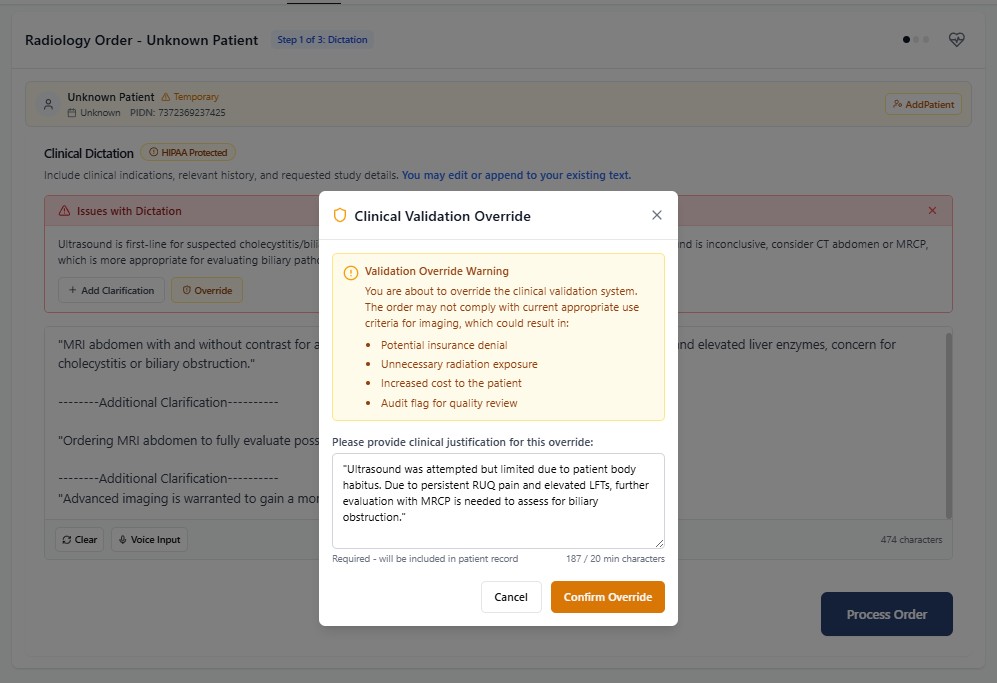 Radiology Order - Unknown Patient
Step 1 of 3: Dictation
Unknown Patient
Temporary
Unknown PIDN: 7372369237425
AddPatient
Clinical Dictation
HIPAA Protected
Include clinical indications, relevant history, and requested study details. You may edit or append to your existing text.
Issues with Dictation
Ultrasound is first-line for suspected cholecystitis/bili
nd is inconclusive, consider CT abdomen or MRCP,
which is more appropriate for evaluating biliary path
+ Add Clarification
Override
"MRI abdomen with and without contrast for a
nd elevated liver enzymes, concern for
cholecystitis or biliary obstruction."
--------Additional Clarification----------
"Ordering MRI abdomen to fully evaluate poss
--------Additional Clarification----------
"Advanced imaging is warranted to gain a mor
Clear
Voice Input
474 characters
Process Order
Clinical Validation Override
Validation Override Warning
You are about to override the clinical validation system.
The order may not comply with current appropriate use
criteria for imaging, which could result in:
• Potential insurance denial
• Unnecessary radiation exposure
• Increased cost to the patient
• Audit flag for quality review
Please provide clinical justification for this override:
"Ultrasound was attempted but limited due to patient body
habitus. Due to persistent RUQ pain and elevated LFTs, further
evaluation with MRCP is needed to assess for biliary
obstruction."
Required - will be included in patient record
187 / 20 min characters
Cancel
Confirm Override